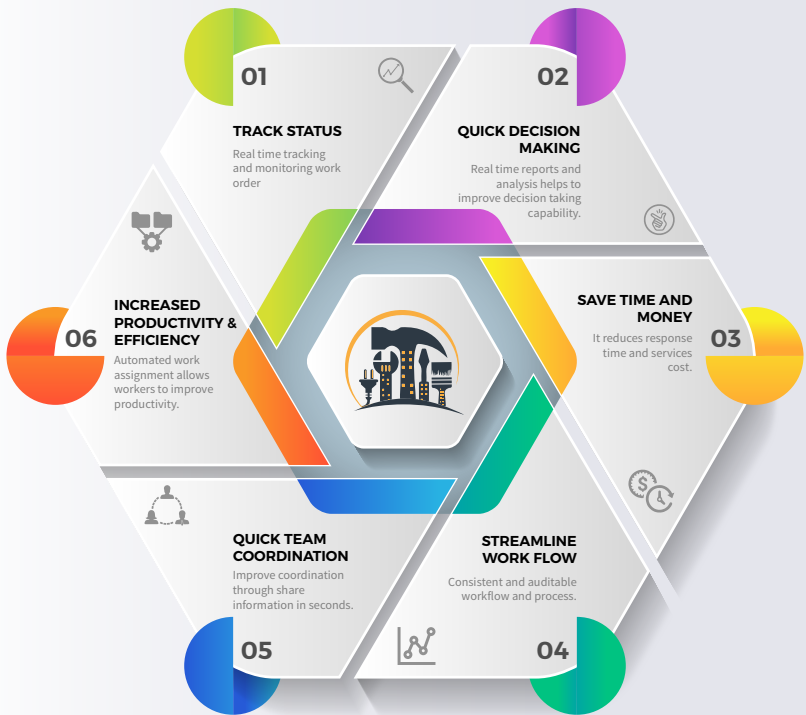 01
TRACK STATUS
Real time tracking
and monitoring work
order
02
QUICK DECISION
MAKING
Real time reports and
analysis helps to
improve decision taking
capability.
SAVE TIME AND
MONEY
03
It reduces response
time and services
cost.
STREAMLINE
WORK FLOW
Consistent and auditable
workflow and process.
04
QUICK TEAM
COORDINATION
Improve coordination
through share
information in seconds.
05
INCREASED
PRODUCTIVITY &
EFFICIENCY
06
Automated work
assignment allows
workers to improve
productivity.
$